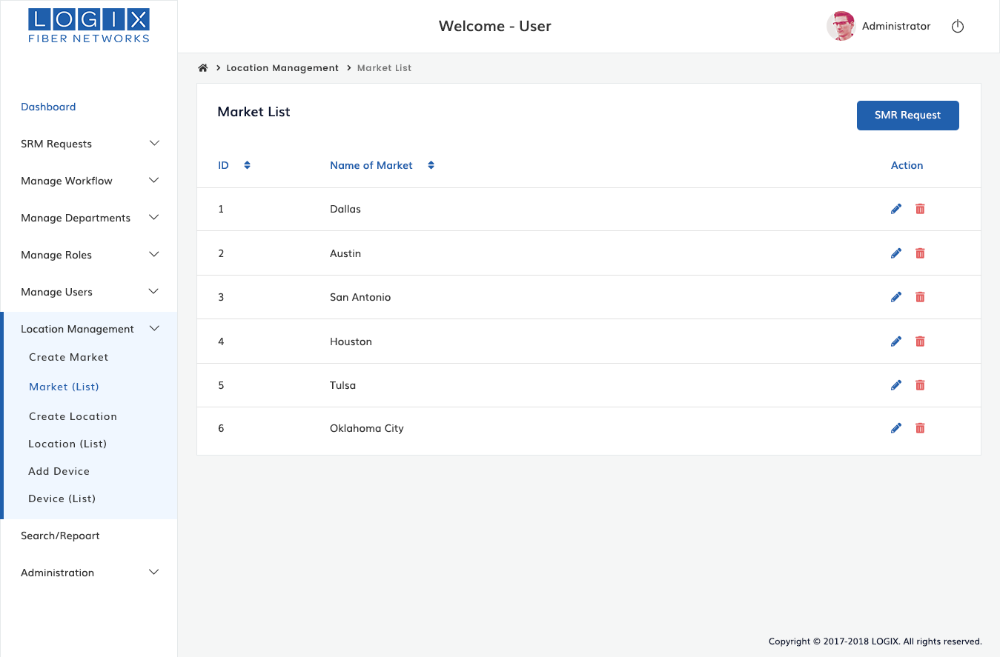 LOGIX
FIBER NETWORKS
Welcome - User
Administrator
Location Management
Market List
Dashboard
SRM Requests
Manage Workflow
Manage Departments
Manage Roles
Manage Users
Location Management
Create Market
Market (List)
Create Location
Location (List)
Add Device
Device (List)
Search/Repoart
Administration
Market List
SMR Request
ID Name of Market Action
1 Dallas
2 Austin
3 San Antonio
4 Houston
5 Tulsa
6 Oklahoma City
Copyright © 2017-2018 LOGIX. All rights reserved.